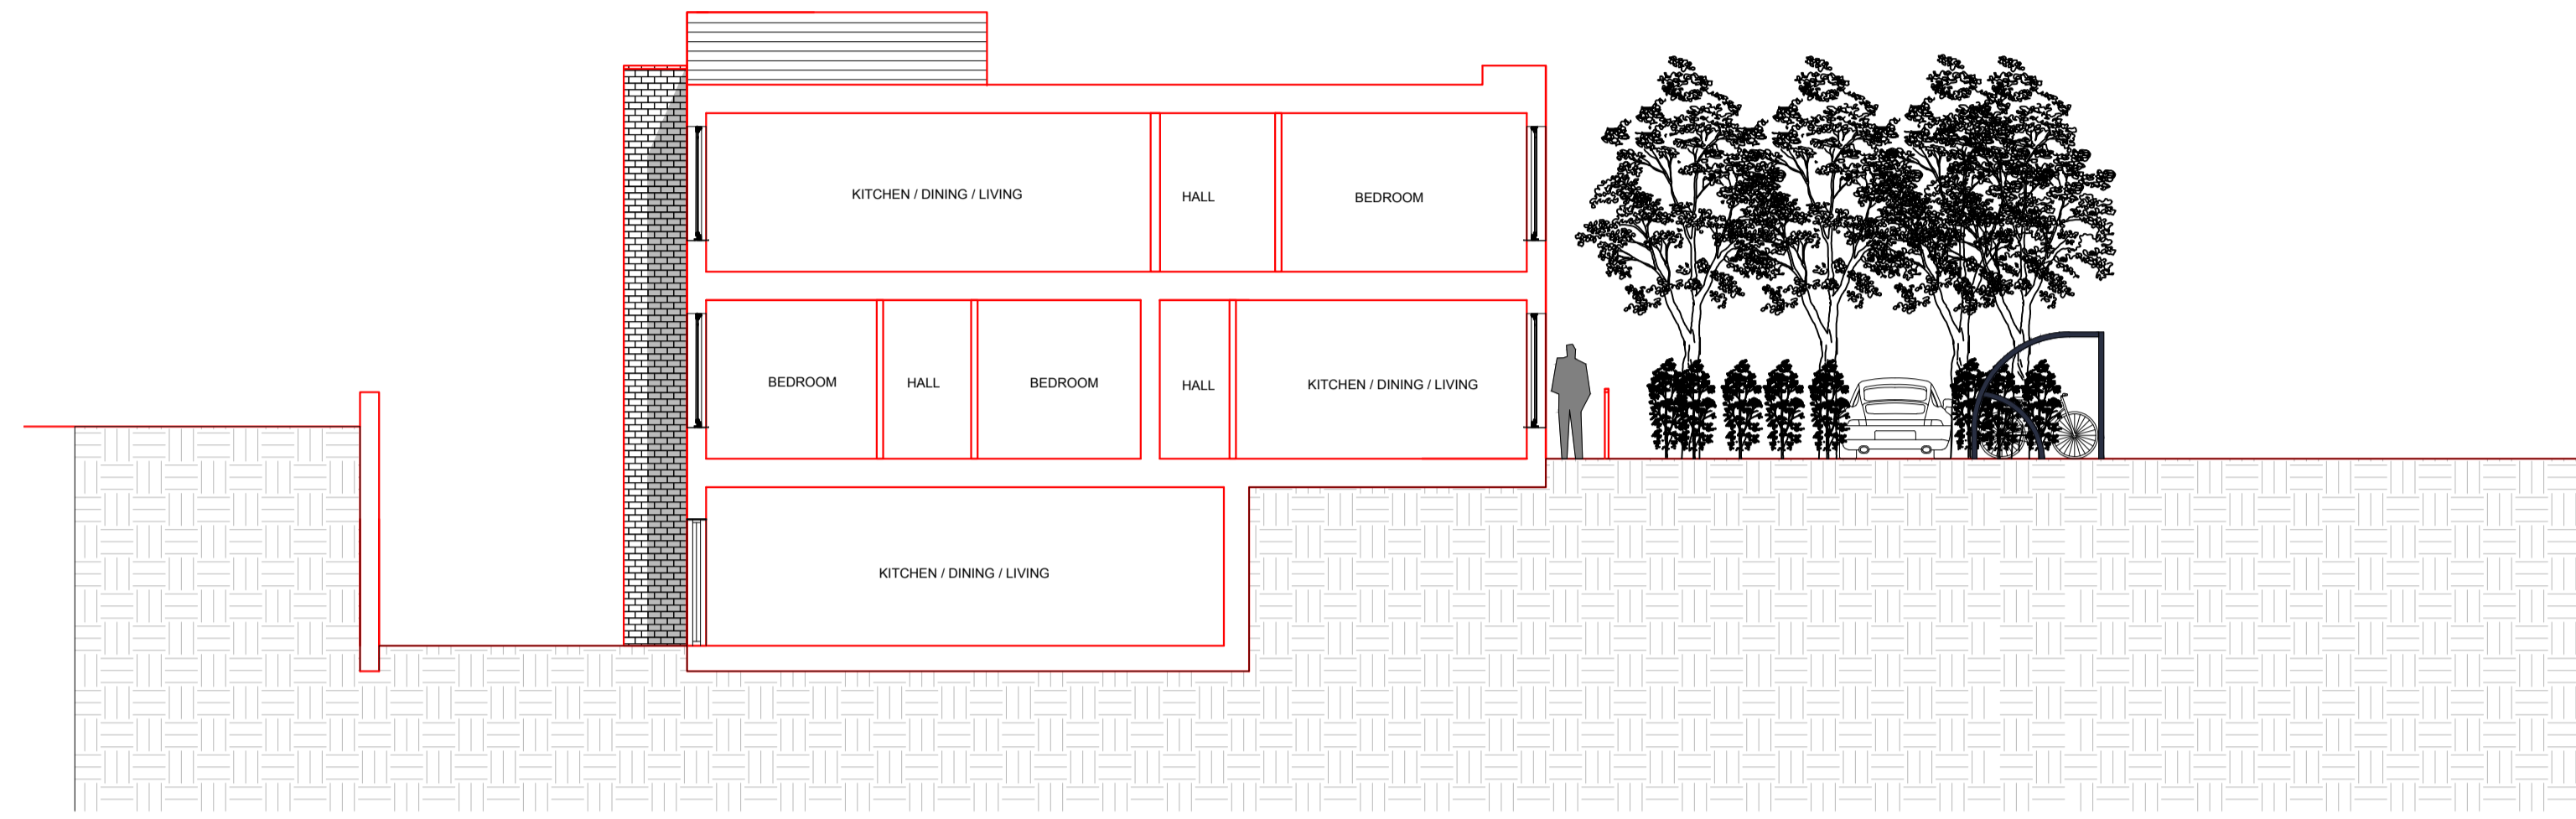 KITCHEN / DINING / LIVING
HALL
BEDROOM
BEDROOM
HALL
BEDROOM
HALL
KITCHEN / DINING / LIVING
KITCHEN / DINING / LIVING